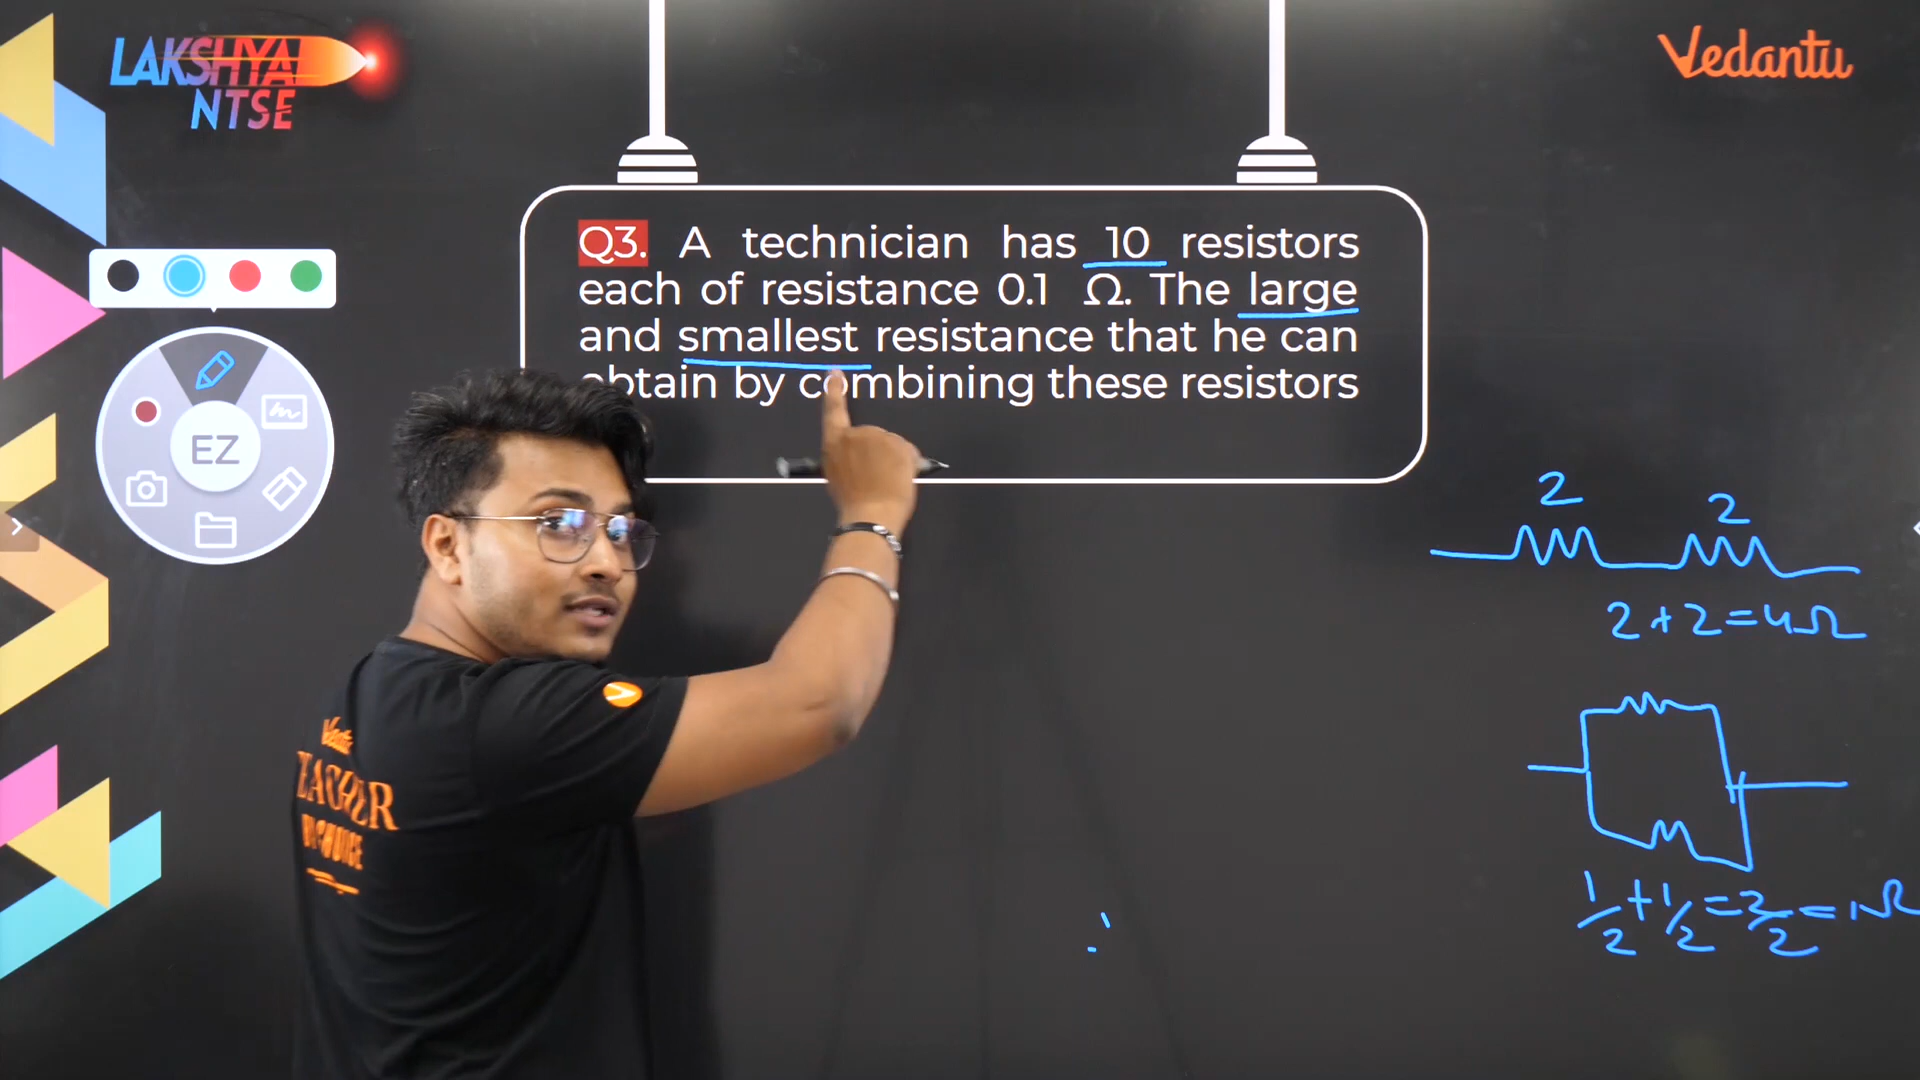 LAKSHYA
NTSE
Vedantu
Q3. A technician has 10 resistors
each of resistance 0.1 Ω. The large
and smallest resistance that he can
obtain by combining these resistors
EZ
2 2
2+2=4Ω
1/2+1/2=2/2=1Ω
TEACHER
BY CHOICE